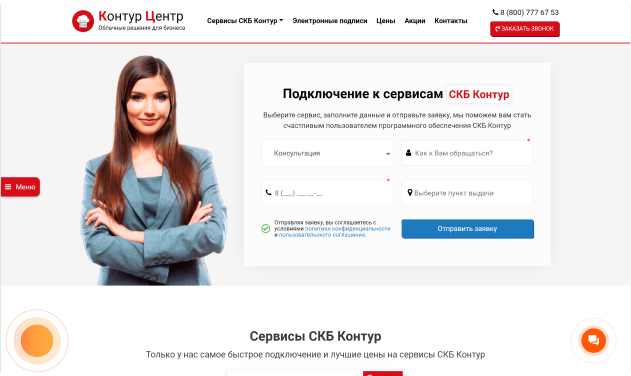 Контур Центр
Облачные решения для бизнеса
Сервисы СКБ Контур
Электронные подписи
Цены
Акции
Контакты
8 (800) 777 67 53
ЗАКАЗАТЬ ЗВОНОК
Подключение к сервисам СКБ Контур
Выберите сервис, заполните данные и отправьте заявку, мы поможем вам стать
счастливым пользователем программного обеспечения СКБ Контур
Консультация
Как к Вам обращаться? *
8 (___) ___ __-__ *
Выберите пункт выдачи
Отправляя заявку, вы соглашаетесь с
условиями политики конфиденциальности
и пользовательского соглашения.
Отправить заявку
Меню
Сервисы СКБ Контур
Только у нас самое быстрое подключение и лучшие цены на сервисы СКБ Контур